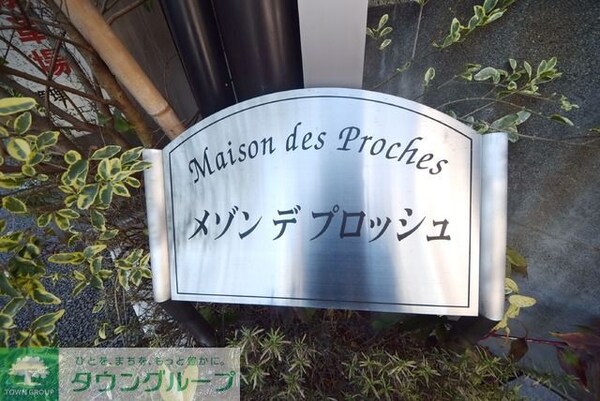 Maison des Proches
メゾン デ プロッシュ
ひとを、まちを、もっと豊かに。
タウングループ
TOWN GROUP